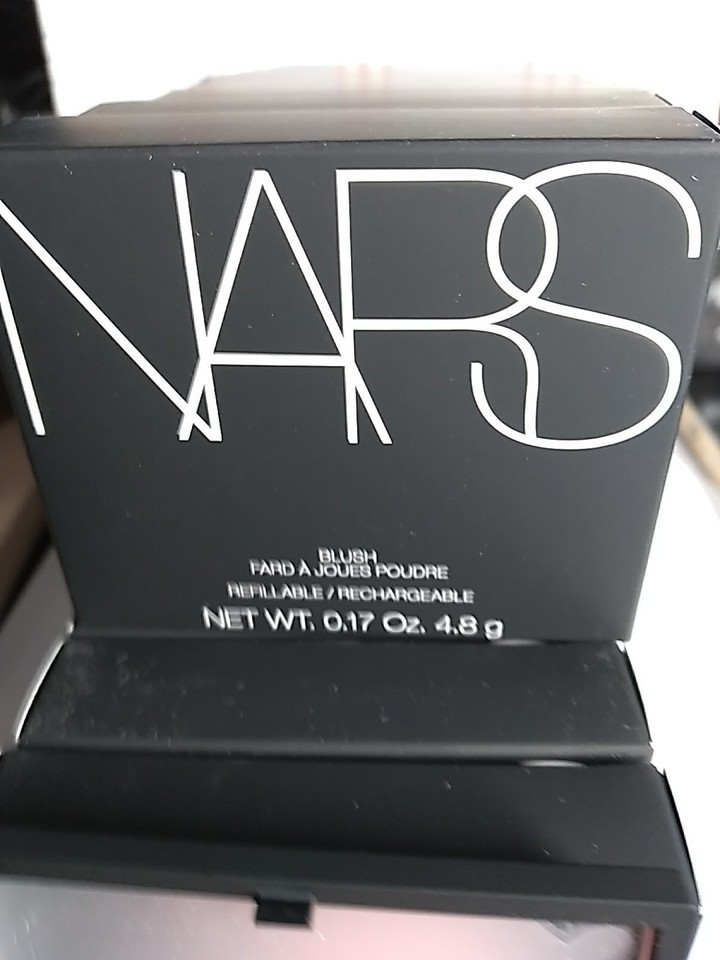 NARS
BLUSH
FARD À JOUES POUDRE
REFILLABLE / RECHARGEABLE
NET WT. 0.17 Oz. 4.8 g